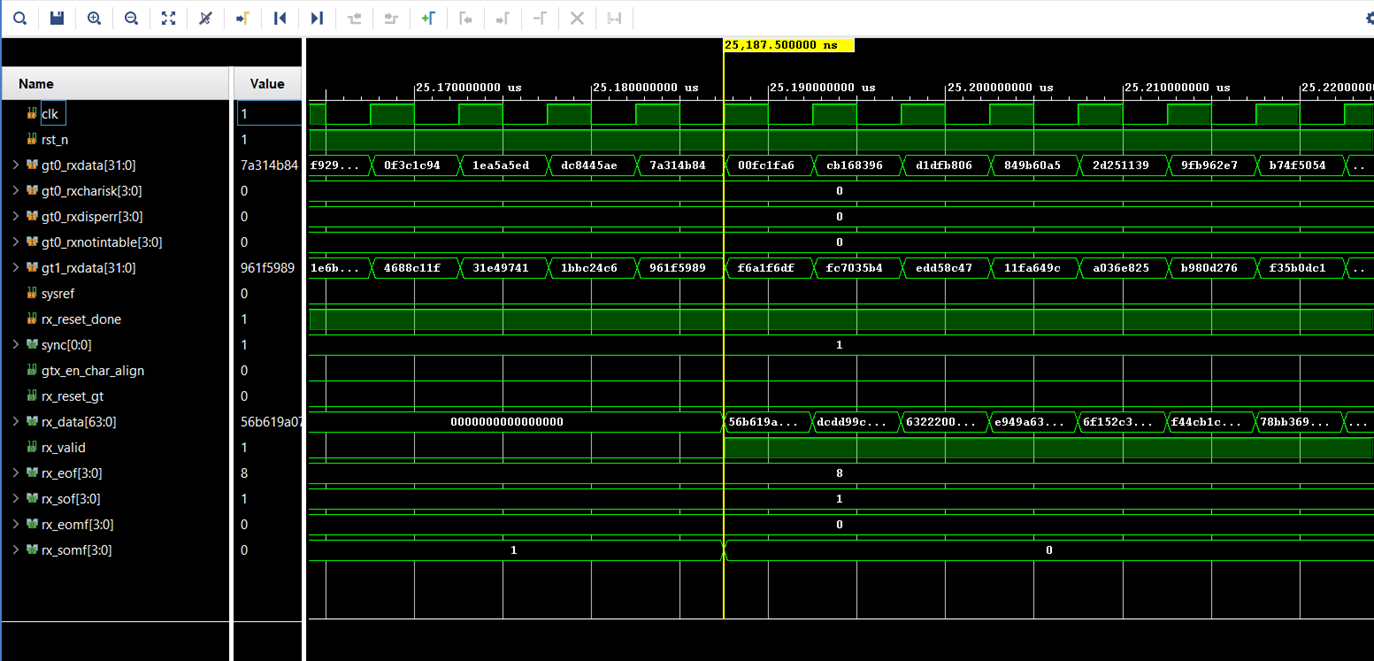 25,187.500000 ns
Name Value
25.170000000 us 25.180000000 us 25.190000000 us 25.200000000 us 25.210000000 us 25.22000000
clk 1
rst_n 1
gt0_rxdata[31:0] 7a314b84 f929... 0f3c1c94 1ea5a5ed dc8445ae 7a314b84 00fc1fa6 cb168396 d1dfb806 849b60a5 2d251139 9fb962e7 b74f5054 ..
gt0_rxcharisk[3:0] 0 0
gt0_rxdisperr[3:0] 0 0
gt0_rxnotintable[3:0] 0 0
gt1_rxdata[31:0] 961f5989 1e6b... 4688c11f 31e49741 1bbc24c6 961f5989 f6a1f6df fc7035b4 edd58c47 11fa649c a036e825 b980d276 f35b0dc1 ..
sysref 0
rx_reset_done 1
sync[0:0] 1 1
gtx_en_char_align 0
rx_reset_gt 0
rx_data[63:0] 56b619a07 0000000000000000 56b619a... dcdd99c... 6322200... e949a63... 6f152c3... f44cb1c... 78bb369... ...
rx_valid 1
rx_eof[3:0] 8 8
rx_sof[3:0] 1 1
rx_eomf[3:0] 0 0
rx_somf[3:0] 0 1 0